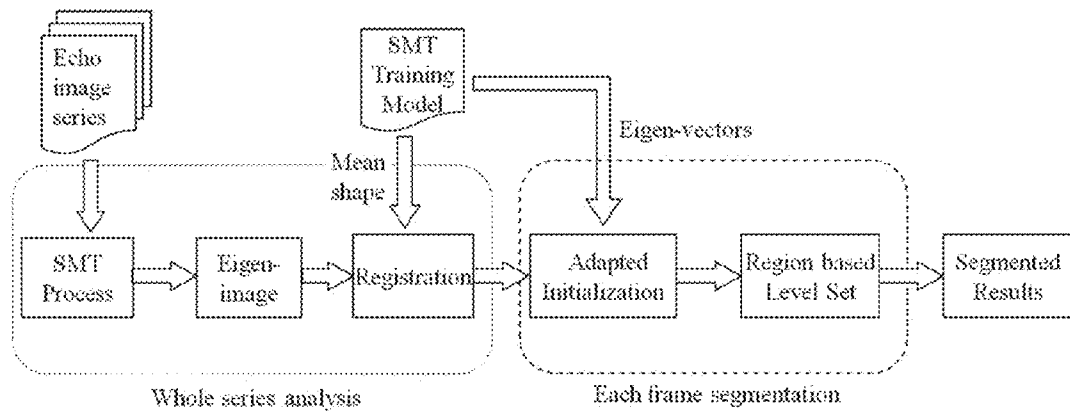 Echo
image
series
SMT
Training
Model
Eigen-vectors
Mean
shape
SMT
Process
Eigen-
image
Registration
Adapted
Initialization
Region based
Level Set
Segmented
Results
Whole series analysis
Each frame segmentation